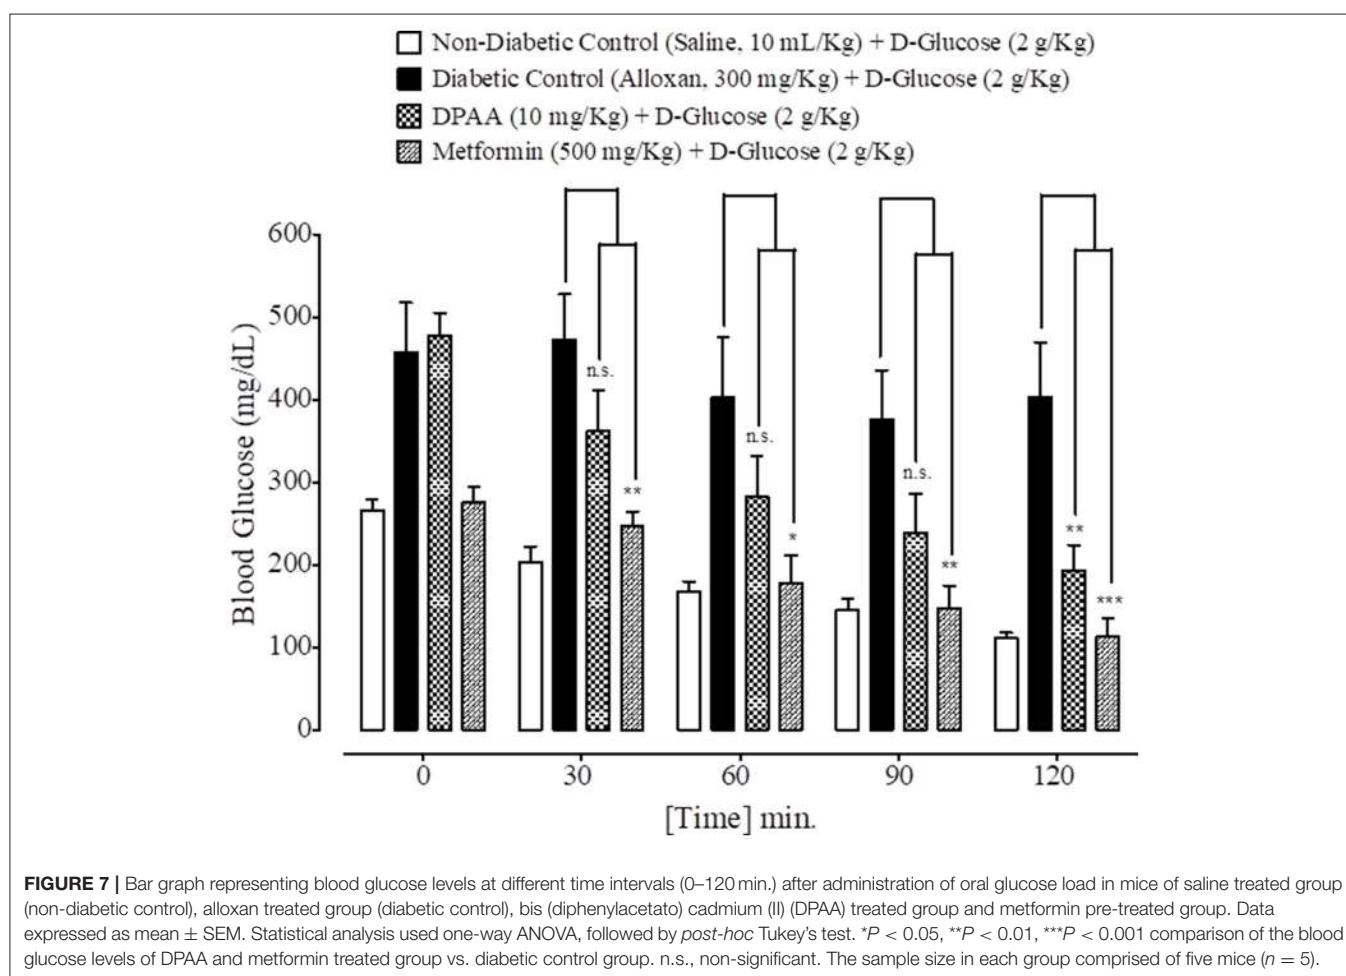 Non-Diabetic Control (Saline, 10 mL/Kg) + D-Glucose (2 g/Kg)
Diabetic Control (Alloxan, 300 mg/Kg) + D-Glucose (2 g/Kg)
DPAA (10 mg/Kg) + D-Glucose (2 g/Kg)
Metformin (500 mg/Kg) + D-Glucose (2 g/Kg)
600
500
400
300
200
100
0
Blood Glucose (mg/dL)
n.s.
**
n.s.
*
n.s.
**
**
***
0 30 60 90 120
[Time] min.
FIGURE 7 | Bar graph representing blood glucose levels at different time intervals (0–120 min.) after administration of oral glucose load in mice of saline treated group
(non-diabetic control), alloxan treated group (diabetic control), bis (diphenylacetato) cadmium (II) (DPAA) treated group and metformin pre-treated group. Data
expressed as mean ± SEM. Statistical analysis used one-way ANOVA, followed by post-hoc Tukey's test. *P < 0.05, **P < 0.01, ***P < 0.001 comparison of the blood
glucose levels of DPAA and metformin treated group vs. diabetic control group. n.s., non-significant. The sample size in each group comprised of five mice (n = 5).